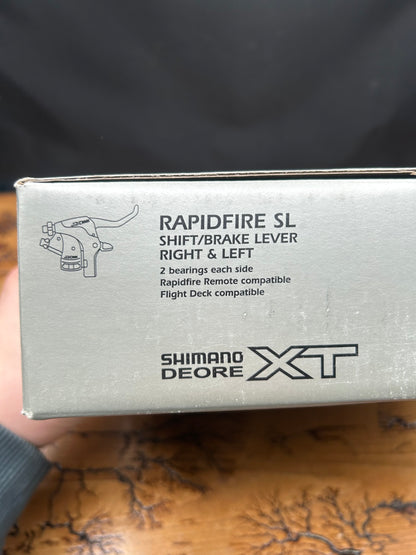 RAPIDFIRE SL
SHIFT/BRAKE LEVER
RIGHT & LEFT
2 bearings each side
Rapidfire Remote compatible
Flight Deck compatible
SHIMANO
DEORE XT